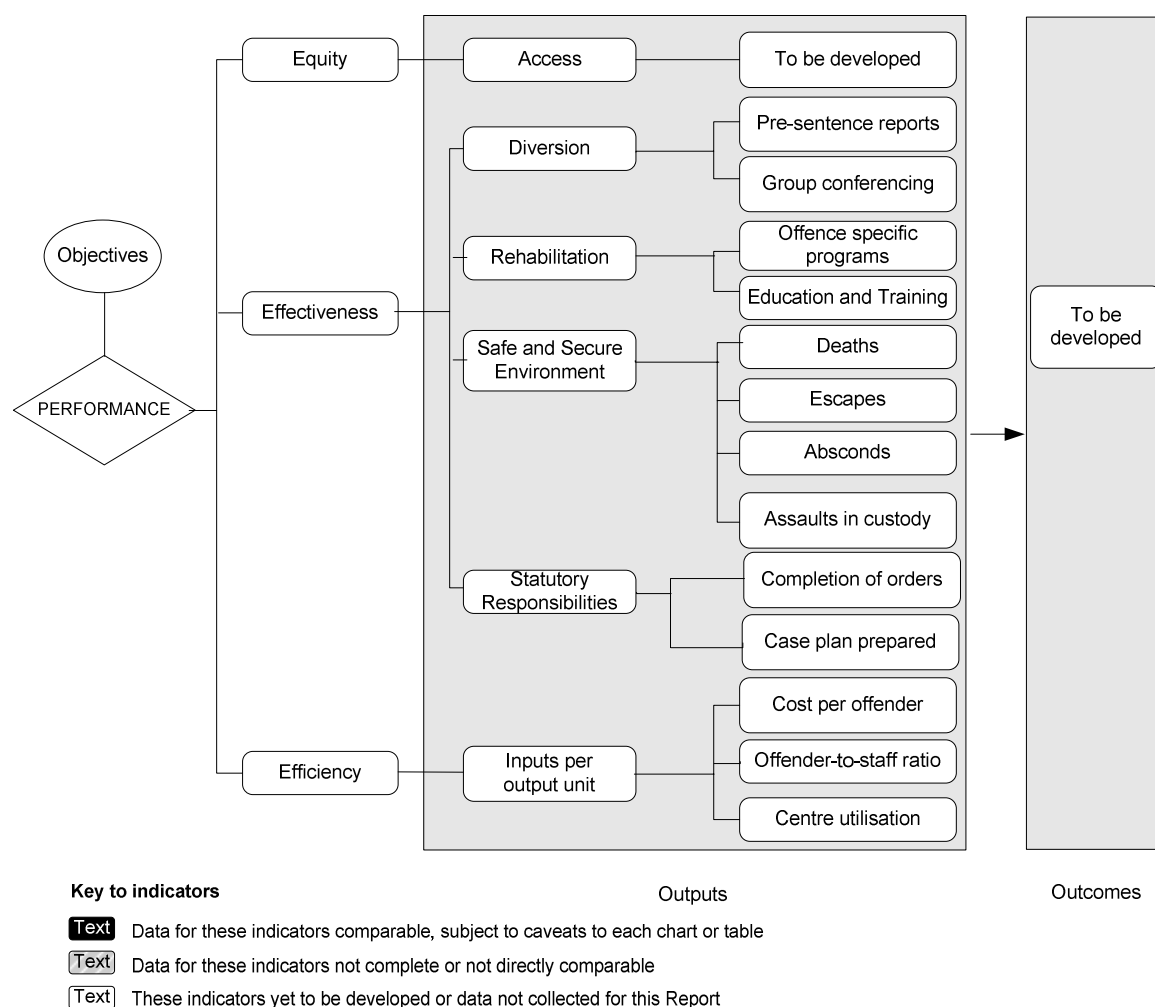 Objectives
PERFORMANCE
Equity
Access
To be developed
Effectiveness
Diversion
Pre-sentence reports
Group conferencing
Rehabilitation
Offence specific
programs
Education and Training
Safe and Secure
Environment
Deaths
Escapes
Absconds
Assaults in custody
Statutory
Responsibilities
Completion of orders
Case plan prepared
Efficiency
Inputs per
output unit
Cost per offender
Offender-to-staff ratio
Centre utilisation
To be
developed
Outputs
Outcomes
Key to indicators
Text Data for these indicators comparable, subject to caveats to each chart or table
Text Data for these indicators not complete or not directly comparable
Text These indicators yet to be developed or data not collected for this Report